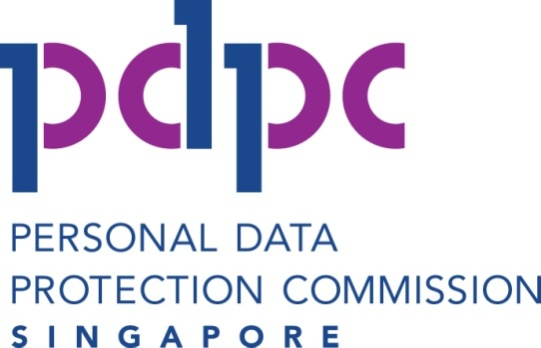 pdpc
PERSONAL DATA
PROTECTION COMMISSION
SINGAPORE